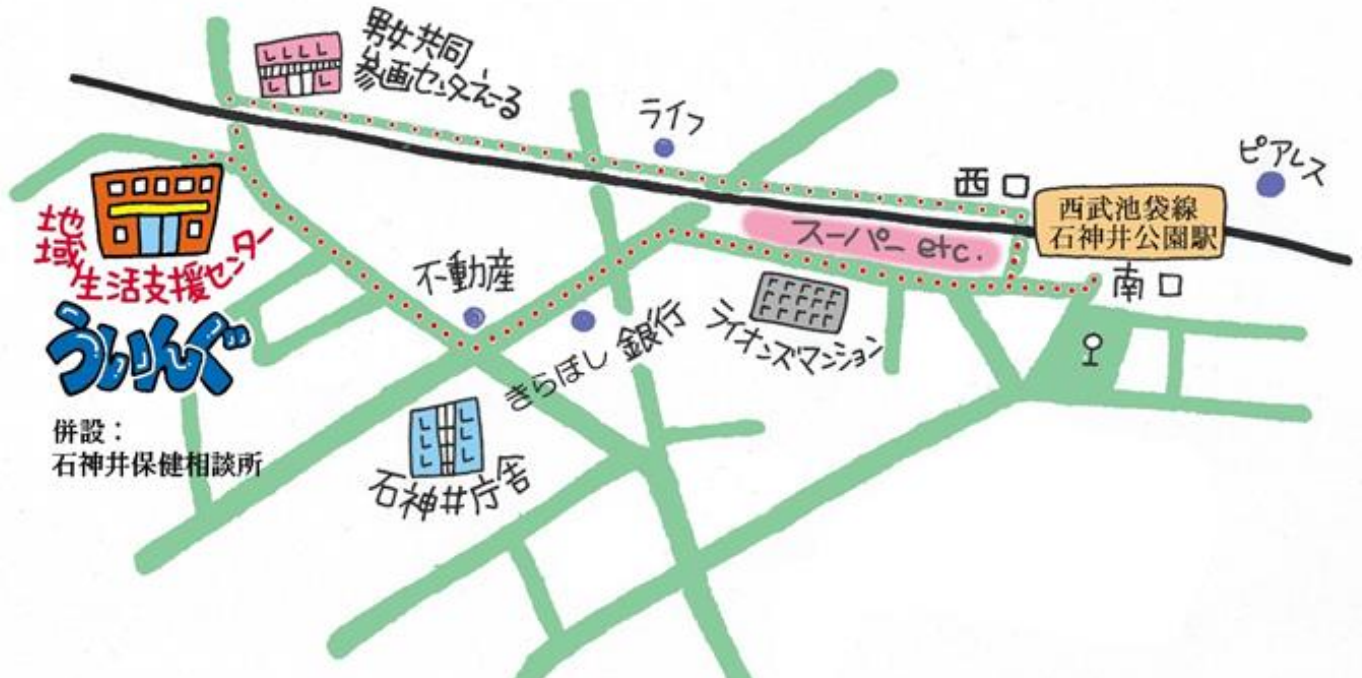 男女共同
参画センターえーる
ライフ
ピアレス
西口
西武池袋線
石神井公園駅
スーパー etc.
南口
地域
生活支援センター
ういんぐ
併設：
石神井保健相談所
不動産
きらぼし 銀行
ライオンズマンション
石神井庁舎